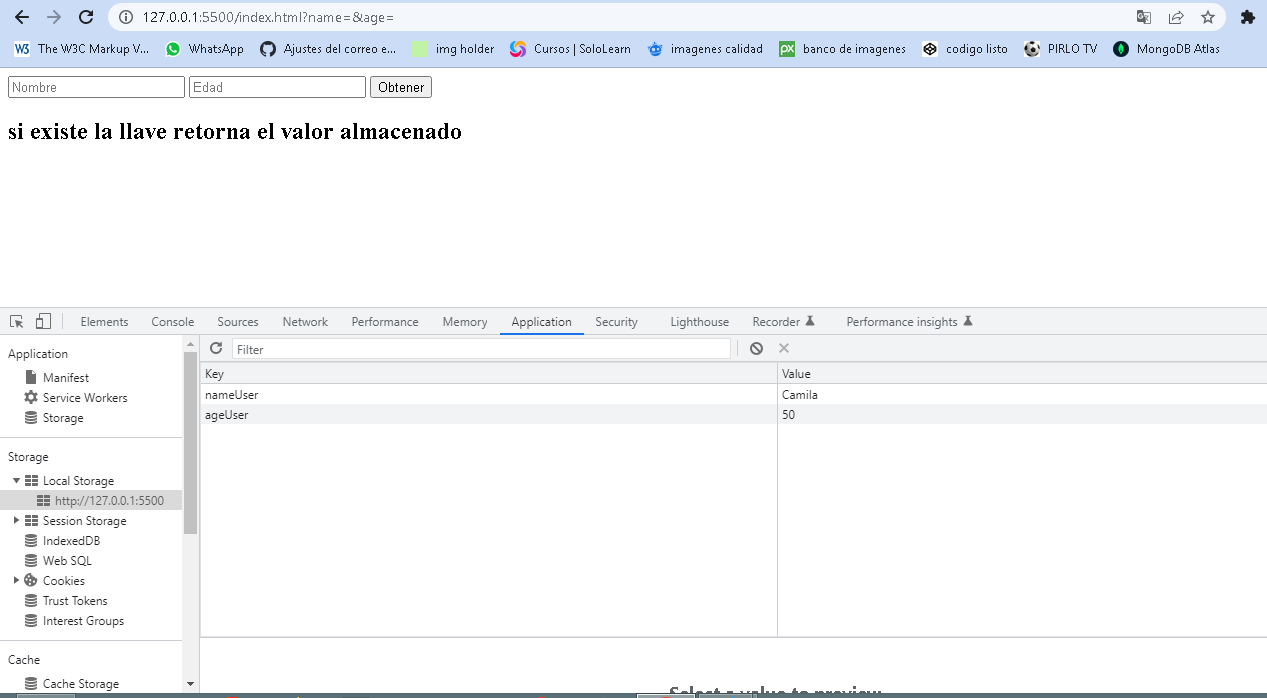 127.0.0.1:5500/index.html?name=&age=
The W3C Markup V... WhatsApp Ajustes del correo e... img holder Cursos | SoloLearn imagenes calidad banco de imagenes codigo listo PIRLO TV MongoDB Atlas
Nombre Edad Obtener
si existe la llave retorna el valor almacenado
Elements Console Sources Network Performance Memory Application Security Lighthouse Recorder Performance insights
Application
Manifest
Service Workers
Storage
Storage
Local Storage
http://127.0.0.1:5500
Session Storage
IndexedDB
Web SQL
Cookies
Trust Tokens
Interest Groups
Cache
Cache Storage
Filter
Key Value
nameUser Camila
ageUser 50
Select a value to preview